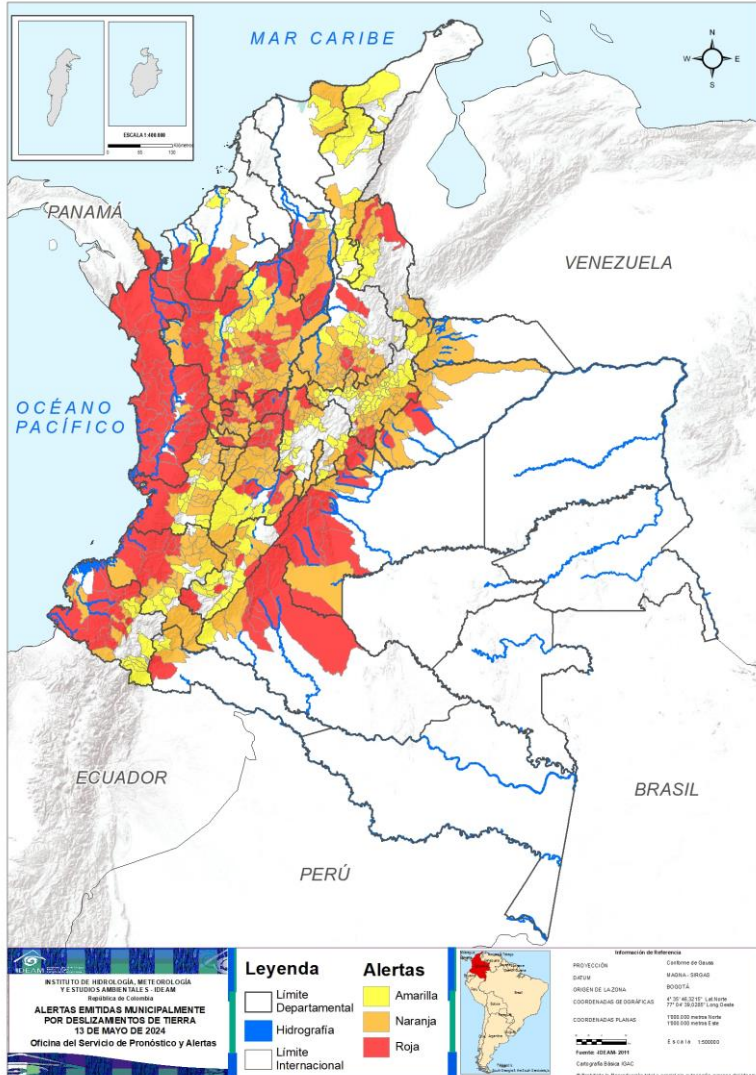 MAR CARIBE
N
W
E
S
ESCALA 1:400.000
PANAMÁ
VENEZUELA
OCÉANO
PACÍFICO
ECUADOR
BRASIL
PERÚ
IDEAM
INSTITUTO DE HIDROLOGÍA, METEOROLOGÍA
Y ESTUDIOS AMBIENTALES - IDEAM
República de Colombia
ALERTAS EMITIDAS MUNICIPALMENTE
POR DESLIZAMIENTOS DE TIERRA
13 DE MAYO DE 2024
Oficina del Servicio de Pronóstico y Alertas
Leyenda
Límite
Departamental
Hidrografía
Límite
Internacional
Alertas
Amarilla
Naranja
Roja
Información de Referencia
PROYECCIÓN Conforme de Gauss
DATUM MAGNA - SIRGAS
ORIGEN DE LA ZONA BOGOTÁ
COORDENADAS GEOGRÁFICAS
COORDENADAS PLANAS 1'000.000 metros Norte
1'000.000 metros Este
Fuente: IDEAM- 2011
Cartografía Básica IGAC